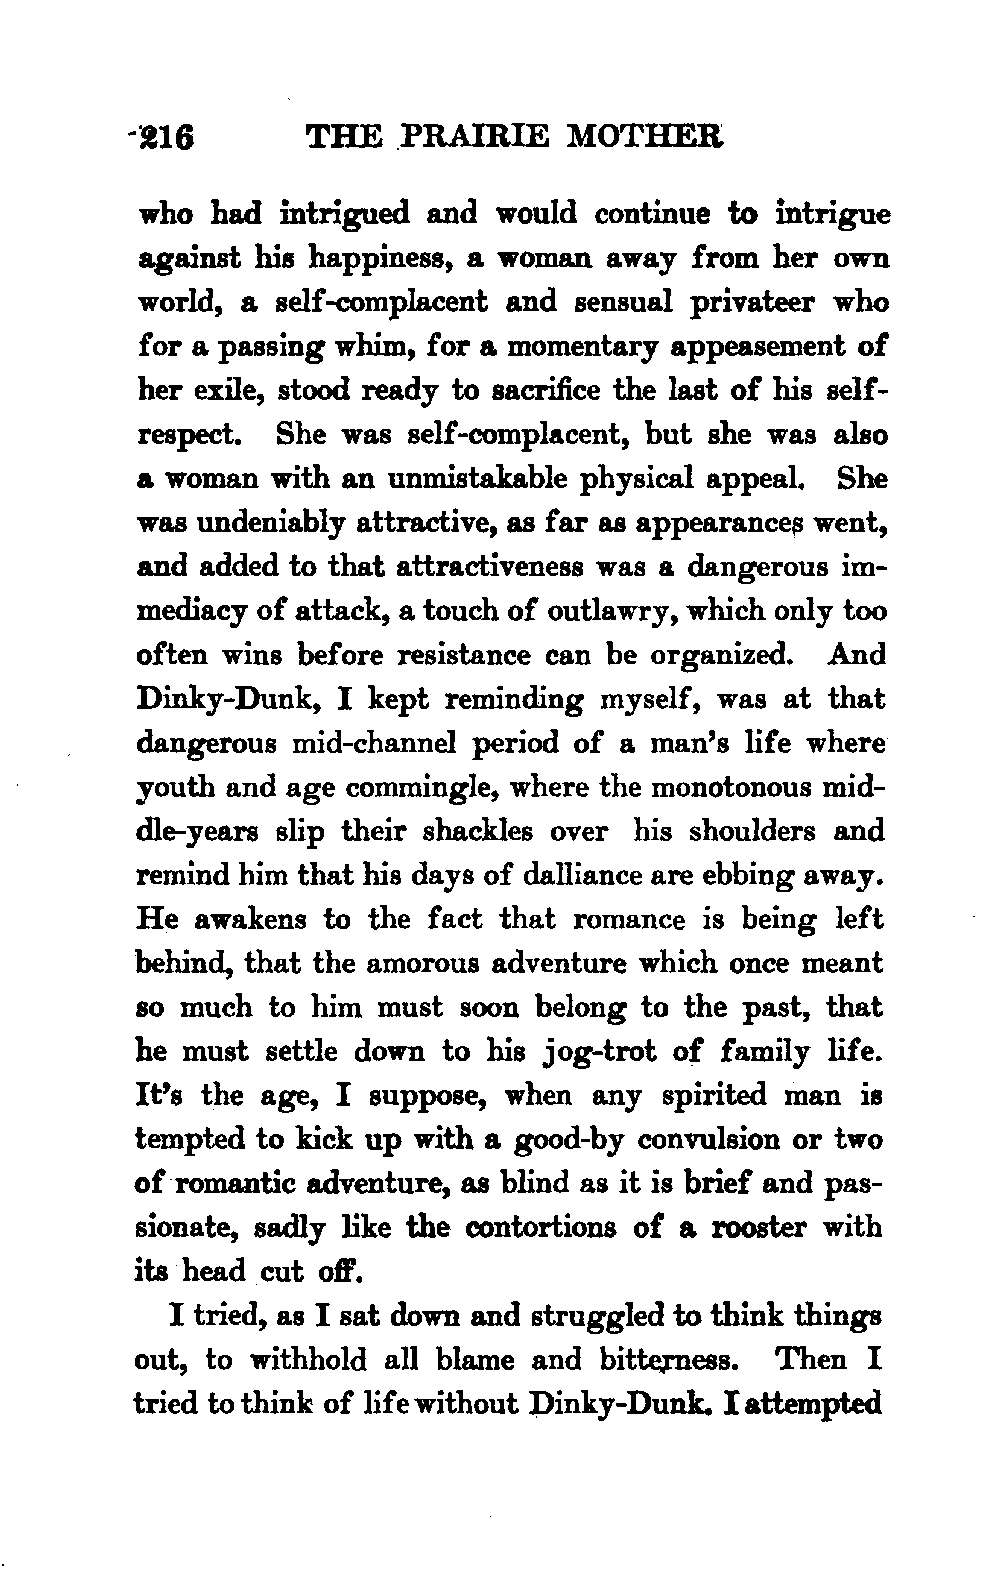 216 THE PRAIRIE MOTHER
who had intrigued and would continue to intrigue
against his happiness, a woman away from her own
world, a self-complacent and sensual privateer who
for a passing whim, for a momentary appeasement of
her exile, stood ready to sacrifice the last of his self-
respect. She was self-complacent, but she was also
a woman with an unmistakable physical appeal. She
was undeniably attractive, as far as appearances went,
and added to that attractiveness was a dangerous im-
mediacy of attack, a touch of outlawry, which only too
often wins before resistance can be organized. And
Dinky-Dunk, I kept reminding myself, was at that
dangerous mid-channel period of a man's life where
youth and age commingle, where the monotonous mid-
dle-years slip their shackles over his shoulders and
remind him that his days of dalliance are ebbing away.
He awakens to the fact that romance is being left
behind, that the amorous adventure which once meant
so much to him must soon belong to the past, that
he must settle down to his jog-trot of family life.
It's the age, I suppose, when any spirited man is
tempted to kick up with a good-by convulsion or two
of romantic adventure, as blind as it is brief and pas-
sionate, sadly like the contortions of a rooster with
its head cut off.
I tried, as I sat down and struggled to think things
out, to withhold all blame and bitterness. Then I
tried to think of life without Dinky-Dunk. I attempted